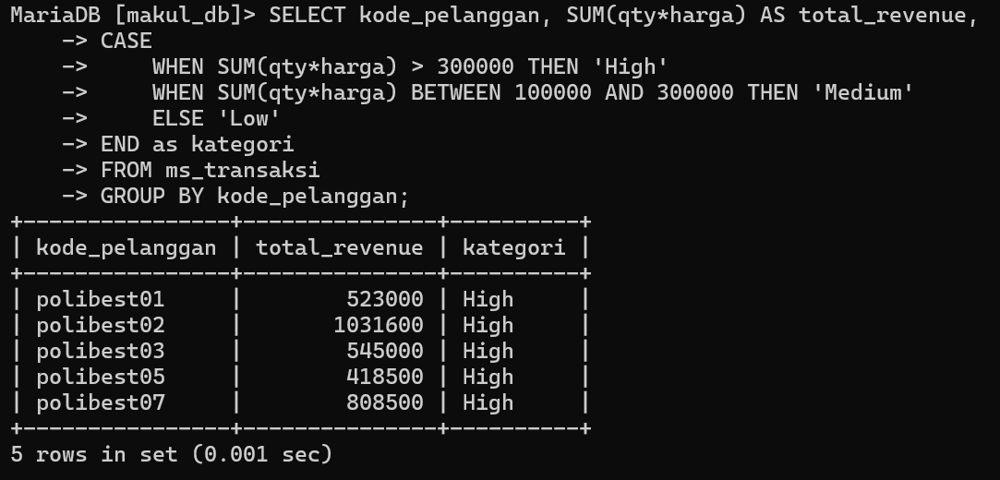 MariaDB [makul_db]> SELECT kode_pelanggan, SUM(qty*harga) AS total_revenue,
    -> CASE
    ->     WHEN SUM(qty*harga) > 300000 THEN 'High'
    ->     WHEN SUM(qty*harga) BETWEEN 100000 AND 300000 THEN 'Medium'
    ->     ELSE 'Low'
    -> END as kategori
    -> FROM ms_transaksi
    -> GROUP BY kode_pelanggan;
+----------------+---------------+----------+
| kode_pelanggan | total_revenue | kategori |
+----------------+---------------+----------+
| polibest01     |        523000 | High     |
| polibest02     |       1031600 | High     |
| polibest03     |        545000 | High     |
| polibest05     |        418500 | High     |
| polibest07     |        808500 | High     |
+----------------+---------------+----------+
5 rows in set (0.001 sec)